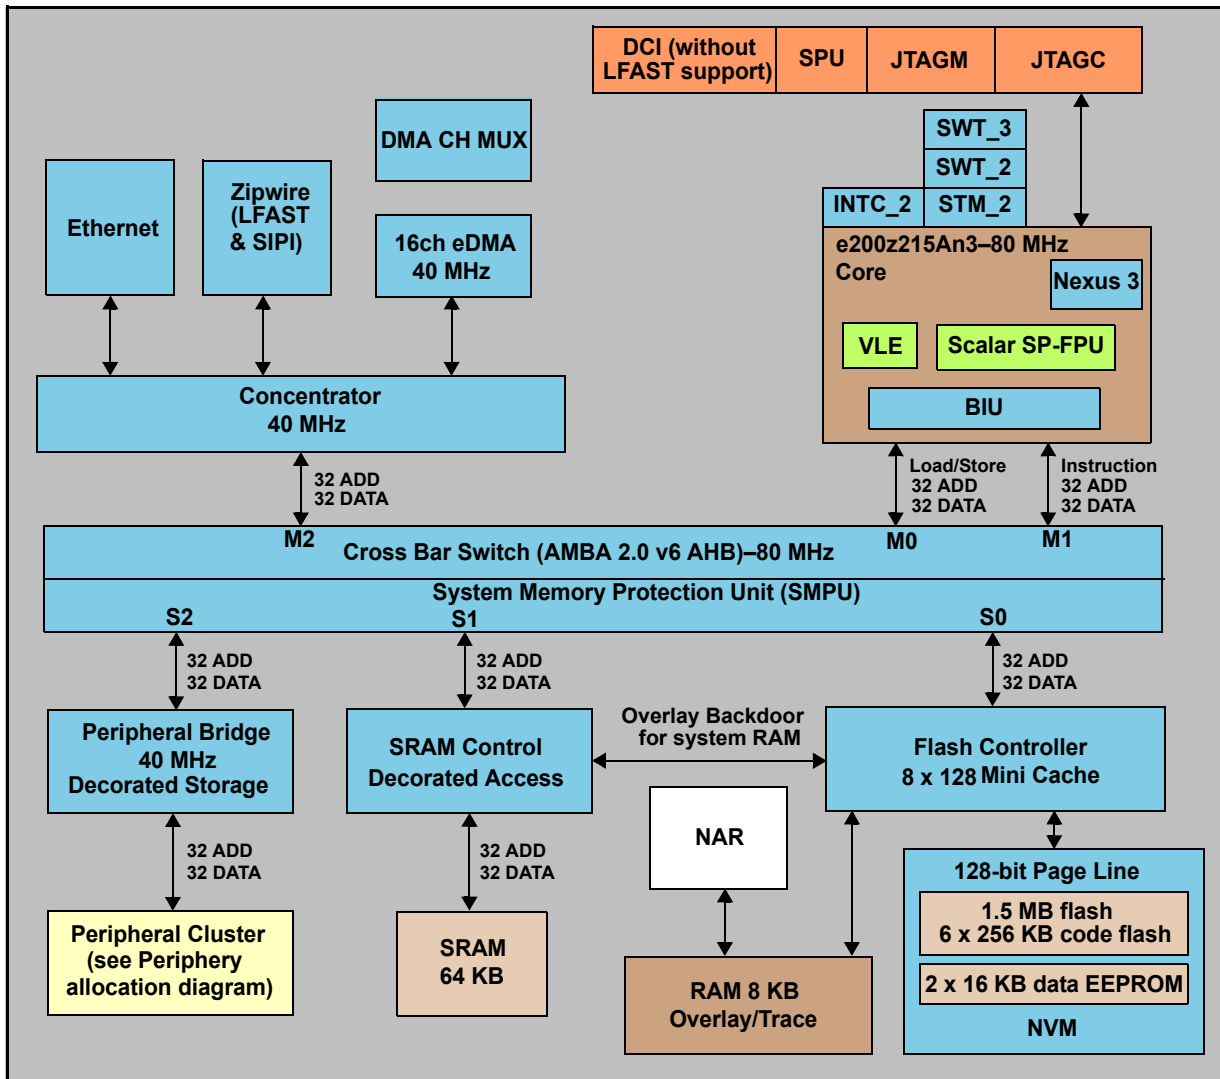 DCI (without
LFAST support)
SPU
JTAGM
JTAGC
DMA CH MUX
SWT_3
SWT_2
INTC_2
STM_2
Ethernet
Zipwire
(LFAST
& SIPI)
16ch eDMA
40 MHz
e200z215An3–80 MHz
Core
Nexus 3
VLE
Scalar SP-FPU
BIU
Concentrator
40 MHz
32 ADD
32 DATA
Load/Store
32 ADD
32 DATA
Instruction
32 ADD
32 DATA
M2
M0
M1
Cross Bar Switch (AMBA 2.0 v6 AHB)–80 MHz
System Memory Protection Unit (SMPU)
S2
S1
S0
32 ADD
32 DATA
32 ADD
32 DATA
32 ADD
32 DATA
Peripheral Bridge
40 MHz
Decorated Storage
SRAM Control
Decorated Access
Overlay Backdoor
for system RAM
Flash Controller
8 x 128 Mini Cache
32 ADD
32 DATA
32 ADD
32 DATA
NAR
128-bit Page Line
1.5 MB flash
6 x 256 KB code flash
2 x 16 KB data EEPROM
NVM
Peripheral Cluster
(see Periphery
allocation diagram)
SRAM
64 KB
RAM 8 KB
Overlay/Trace